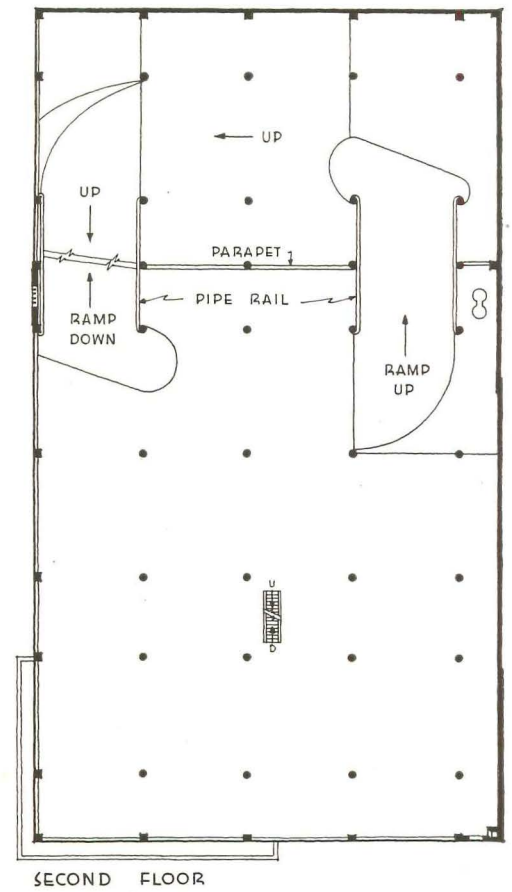 UP
UP
PARAPET
PIPE RAIL
RAMP
DOWN
RAMP
UP
U
D
SECOND FLOOR